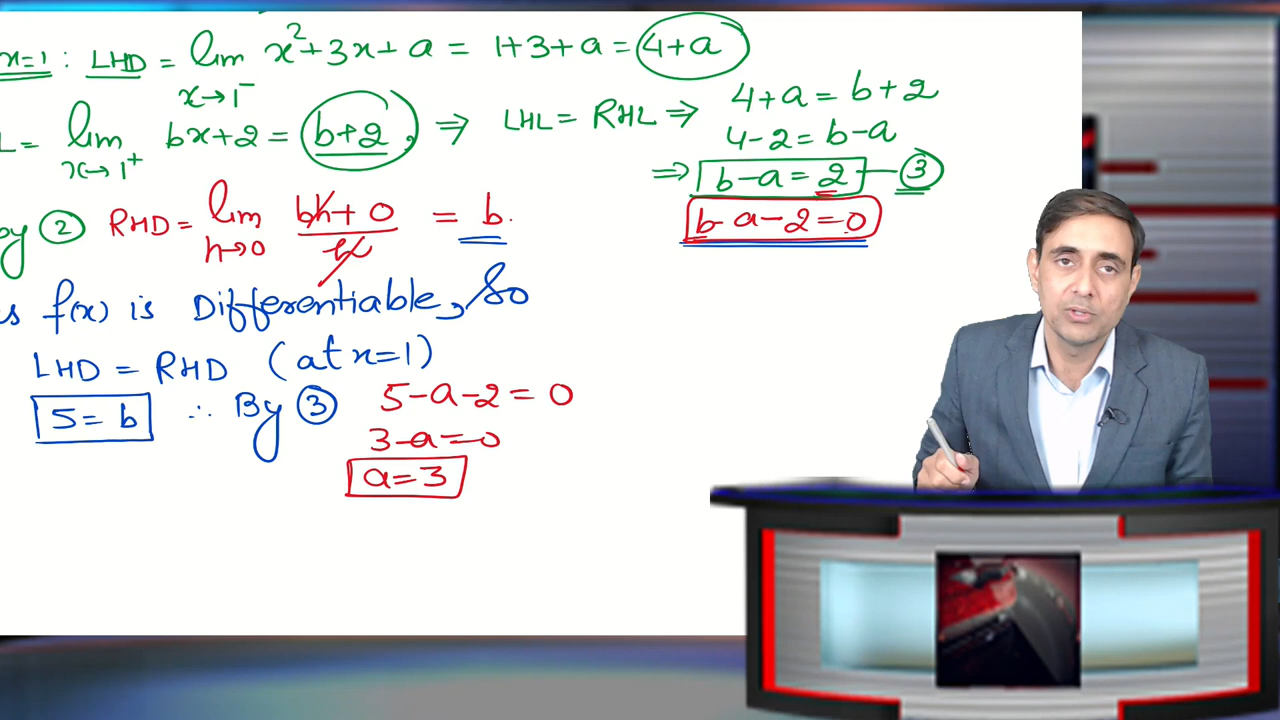 x=1 : LHD = lim x²+3x+a = 1+3+a = 4+a
x→1⁻
L = lim bx+2 = b+2, ⇒ LHL = RHL ⇒ 4+a = b+2
x→1⁺
4-2 = b-a
⇒ b-a = 2 — ③
b-a-2=0
By ② RHD = lim bh+0 / h = b.
h→0
f(x) is Differentiable, So
LHD = RHD (at x=1)
5 = b ∴ By ③ 5-a-2=0
3-a=0
a=3